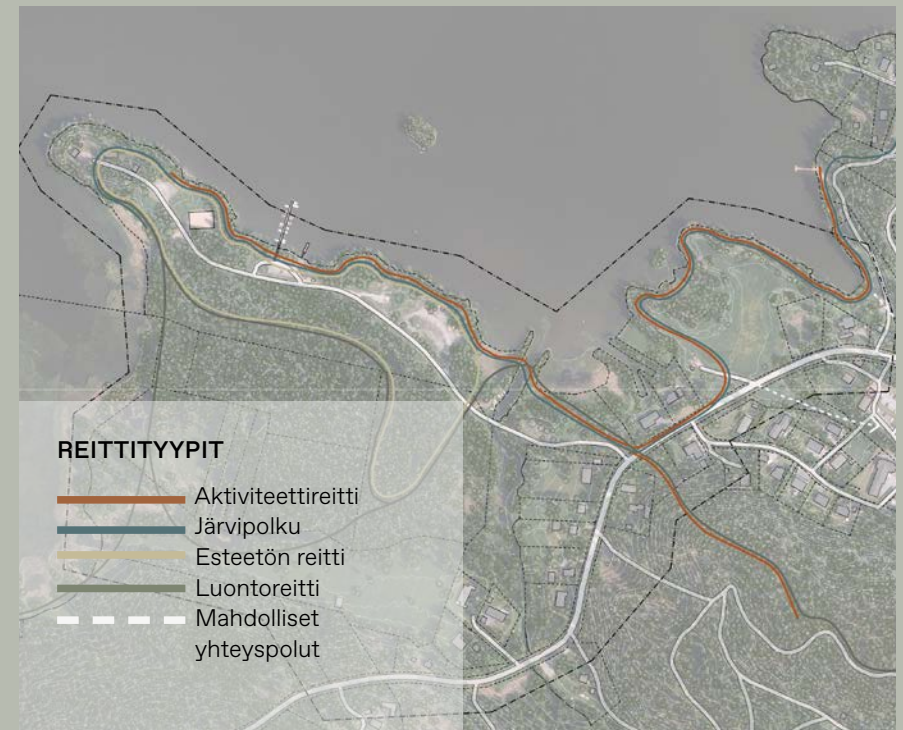 REITTITYYPIT
Aktiviteettireitti
Järvipolku
Esteetön reitti
Luontoreitti
Mahdolliset
yhteyspolut